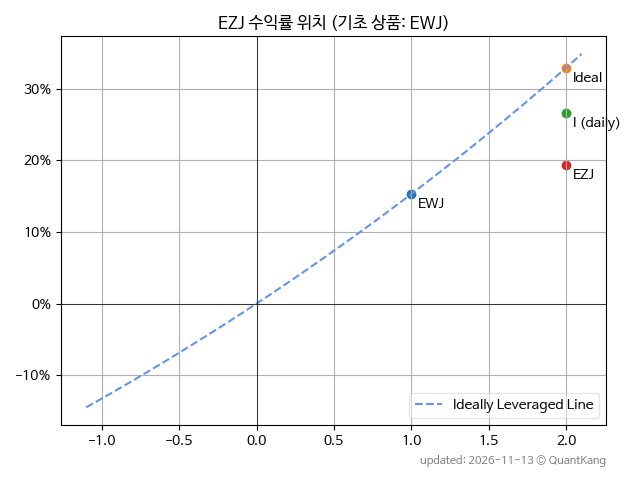 EZJ 수익률 위치 (기초 상품: EWJ)
30%
20%
10%
0%
−10%
Ideal
I (daily)
EZJ
EWJ
Ideally Leveraged Line
−1.0 −0.5 0.0 0.5 1.0 1.5 2.0
updated: 2026-11-13 © QuantKang